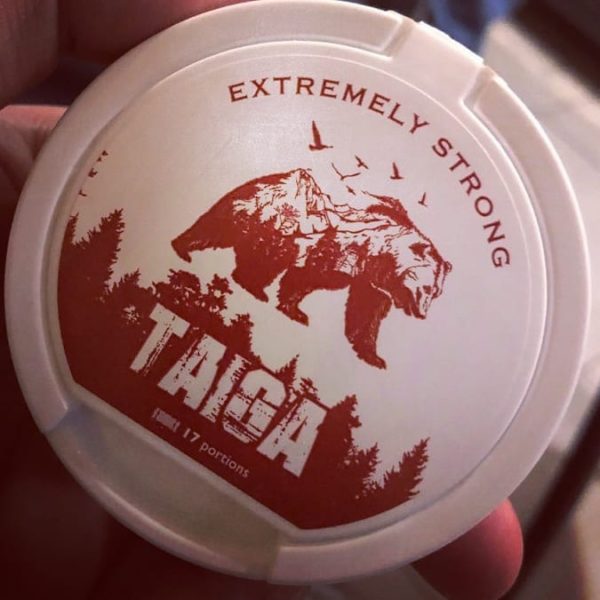 EXTREMELY STRONG
TAIGA
17 portions